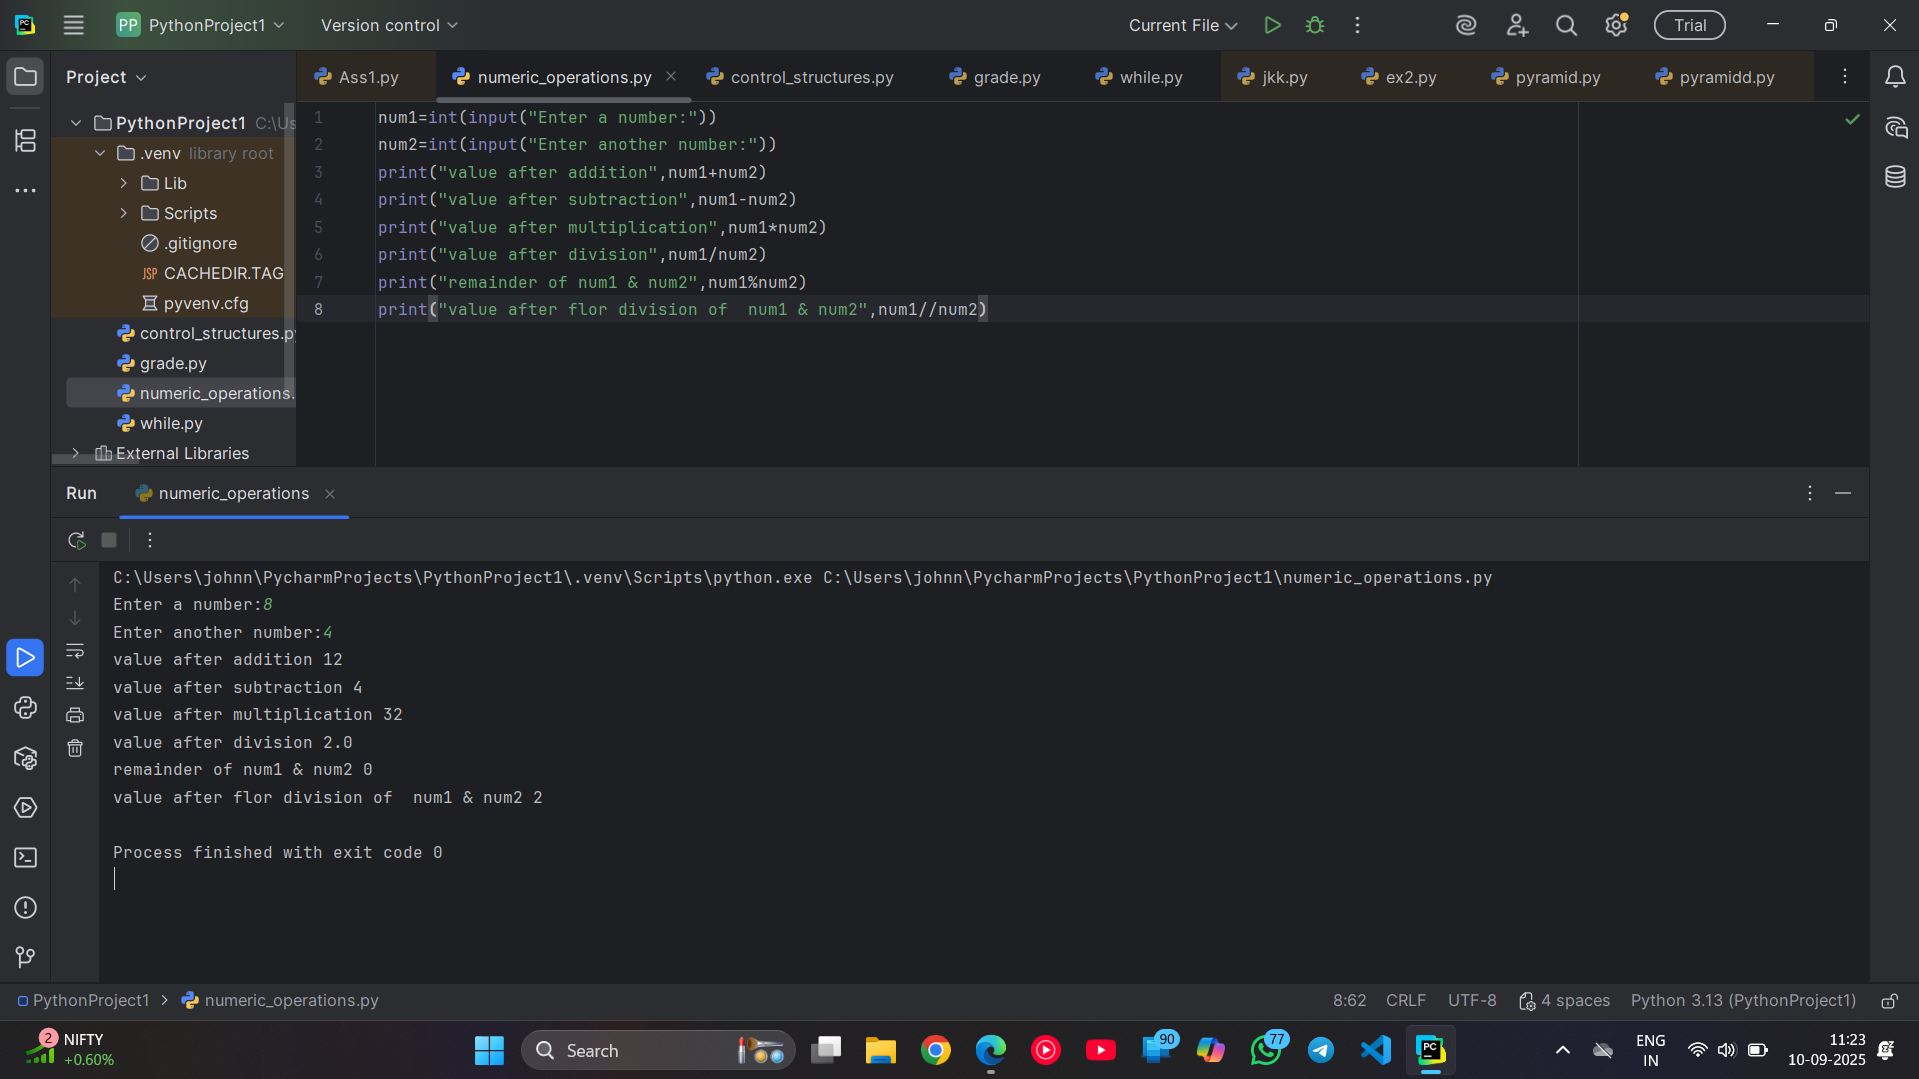 PC
PP PythonProject1
Version control
Current File
Trial
Project
Ass1.py
numeric_operations.py
control_structures.py
grade.py
while.py
jkk.py
ex2.py
pyramid.py
pyramidd.py
PythonProject1 C:\Us
.venv library root
Lib
Scripts
.gitignore
JSP CACHEDIR.TAG
pyvenv.cfg
control_structures.py
grade.py
numeric_operations.
while.py
External Libraries
1 num1=int(input("Enter a number:"))
2 num2=int(input("Enter another number:"))
3 print("value after addition",num1+num2)
4 print("value after subtraction",num1-num2)
5 print("value after multiplication",num1*num2)
6 print("value after division",num1/num2)
7 print("remainder of num1 & num2",num1%num2)
8 print("value after flor division of  num1 & num2",num1//num2)
Run
numeric_operations
C:\Users\johnn\PycharmProjects\PythonProject1\.venv\Scripts\python.exe C:\Users\johnn\PycharmProjects\PythonProject1\numeric_operations.py
Enter a number:8
Enter another number:4
value after addition 12
value after subtraction 4
value after multiplication 32
value after division 2.0
remainder of num1 & num2 0
value after flor division of  num1 & num2 2
Process finished with exit code 0
PythonProject1 > numeric_operations.py
8:62 CRLF UTF-8 4 spaces Python 3.13 (PythonProject1)
2
NIFTY
+0.60%
Search
90
77
PC
ENG
IN
11:23
10-09-2025